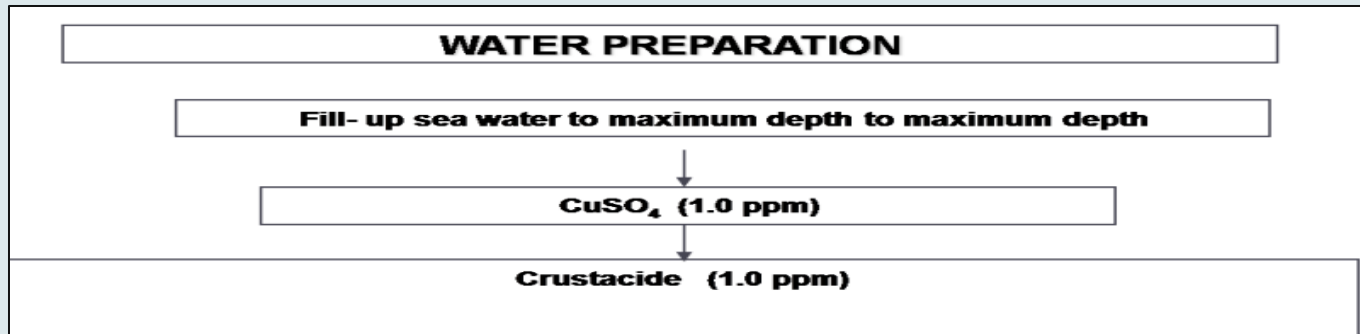 WATER PREPARATION
Fill- up sea water to maximum depth to maximum depth
CuSO₄ (1.0 ppm)
Crustacide (1.0 ppm)